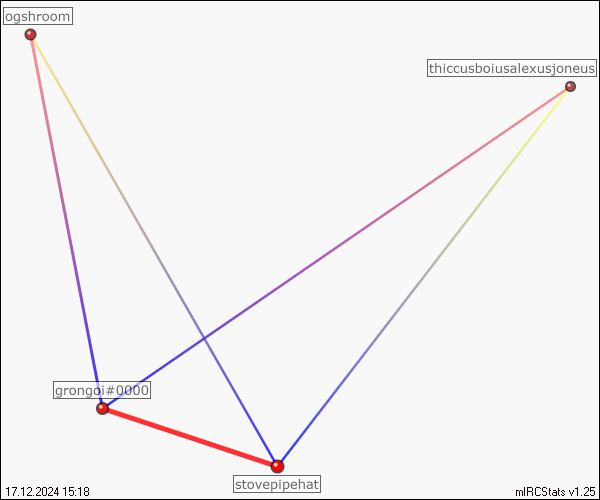 ogshroom
thiccusboiusalexusjoneus
grongoi#0000
stovepipehat
17.12.2024 15:18
mIRCStats v1.25